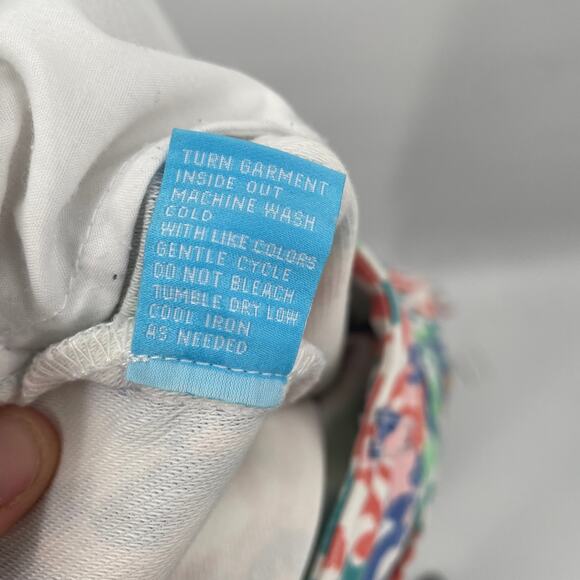 TURN GARMENT
INSIDE OUT
MACHINE WASH
COLD
WITH LIKE COLORS
GENTLE CYCLE
DO NOT BLEACH
TUMBLE DRY LOW
COOL IRON
AS NEEDED